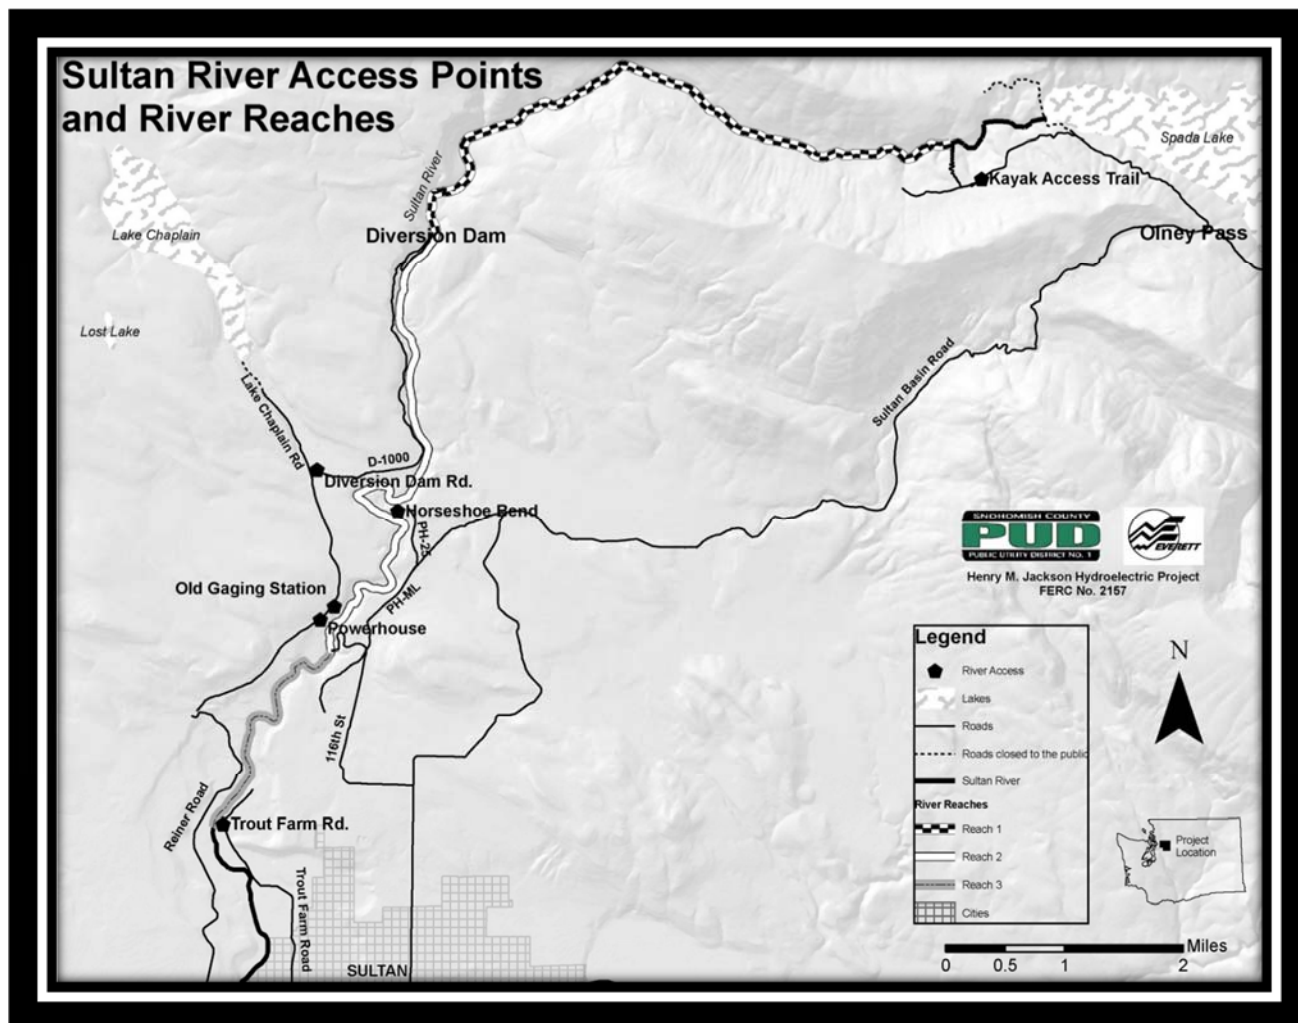 Sultan River Access Points
and River Reaches
Spada Lake
Kayak Access Trail
Sultan River
Lake Chaplain
Diversion Dam
Olney Pass
Lost Lake
Lake Chaplain Rd
Sultan Basin Road
D-1000
Diversion Dam Rd.
Horseshoe Bend
PH-25
SNOHOMISH COUNTY
PUD
PUBLIC UTILITY DISTRICT NO. 1
EVERETT
Henry M. Jackson Hydroelectric Project
FERC No. 2157
Old Gaging Station
PH-ML
Powerhouse
Legend
River Access
Lakes
Roads
Roads closed to the public
Sultan River
River Reaches
Reach 1
Reach 2
Reach 3
Cities
N
116th St
Reiner Road
Trout Farm Rd.
Trout Farm Road
SULTAN
Project
Location
Miles
0 0.5 1 2